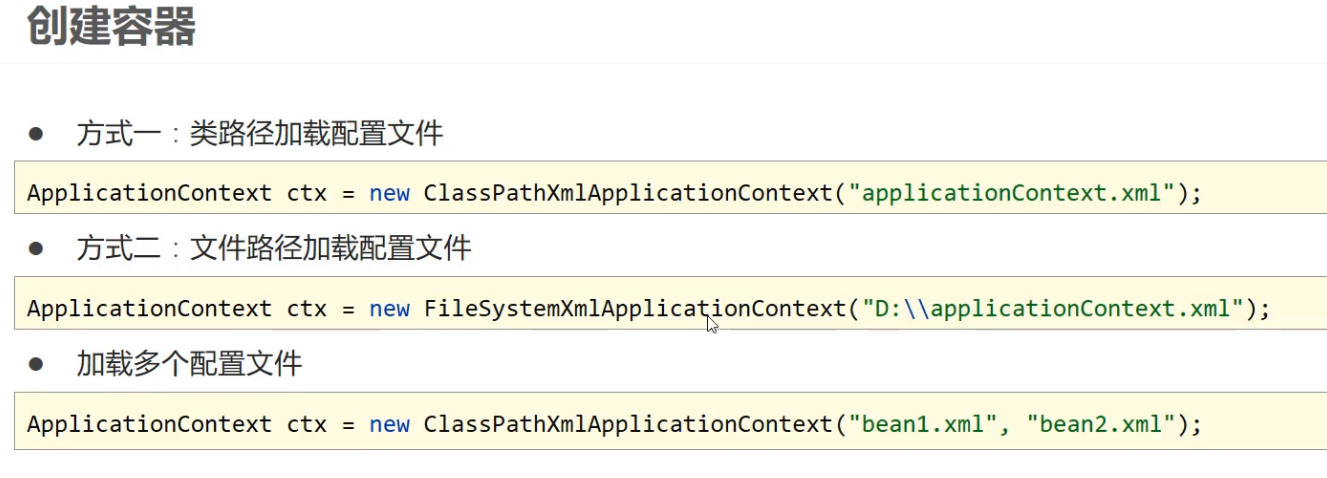 创建容器
● 方式一：类路径加载配置文件
ApplicationContext ctx = new ClassPathXmlApplicationContext("applicationContext.xml");
● 方式二：文件路径加载配置文件
ApplicationContext ctx = new FileSystemXmlApplicationContext("D:\\applicationContext.xml");
● 加载多个配置文件
ApplicationContext ctx = new ClassPathXmlApplicationContext("bean1.xml", "bean2.xml");